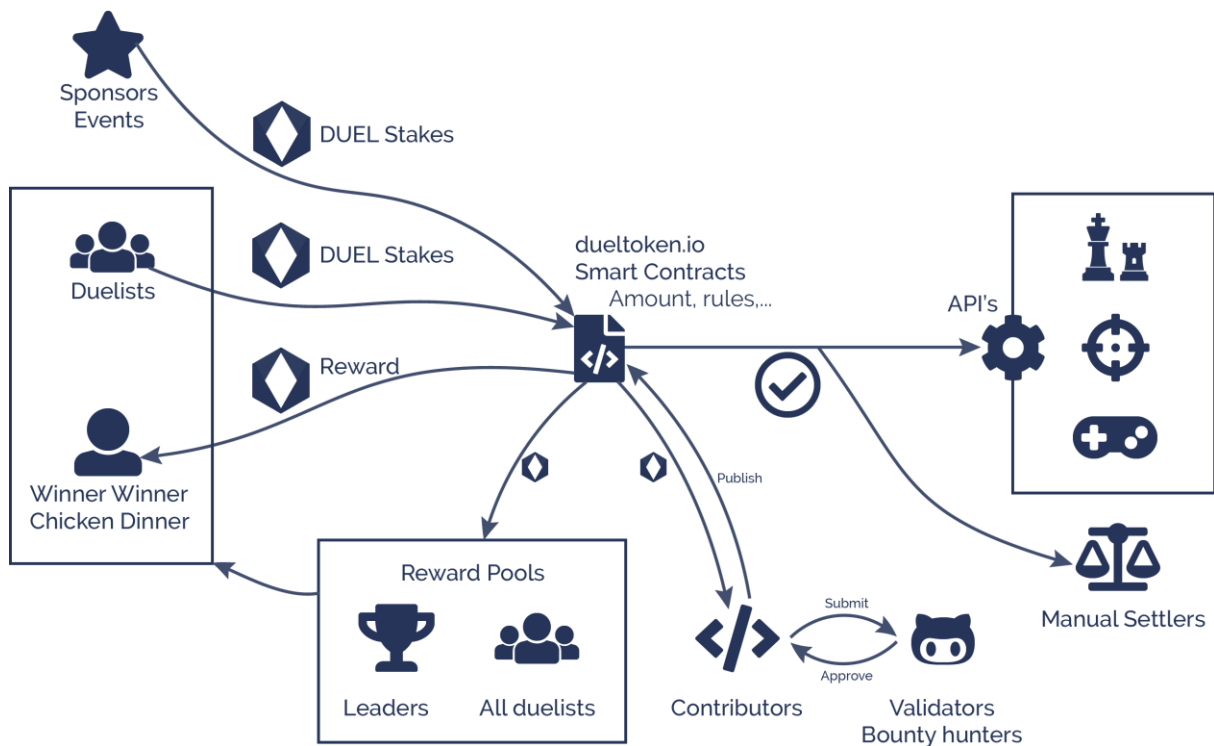 Sponsors
Events
DUEL Stakes
DUEL Stakes
Duelists
dueltoken.io
Smart Contracts
Amount, rules,...
API's
Reward
Winner Winner
Chicken Dinner
Publish
Reward Pools
Leaders
All duelists
Submit
Approve
Contributors
Validators
Bounty hunters
Manual Settlers